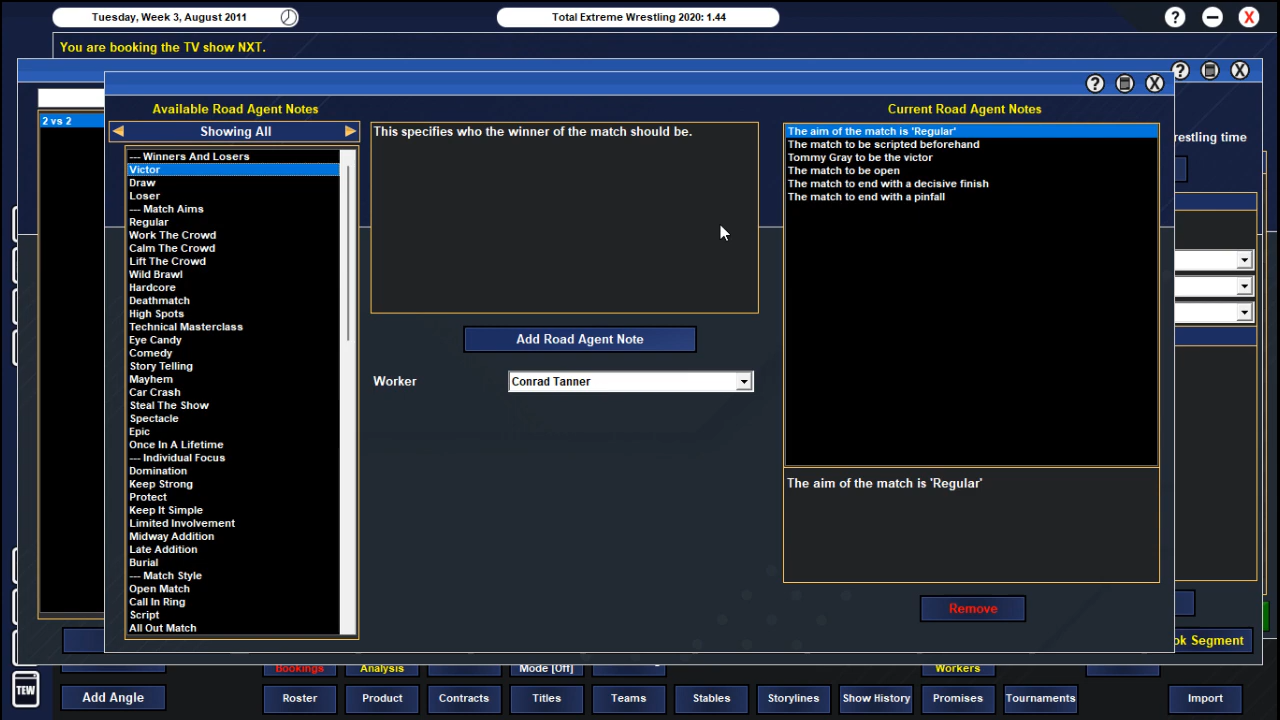 Tuesday, Week 3, August 2011
Total Extreme Wrestling 2020: 1.44
?
X
You are booking the TV show NXT.
?
X
?
X
Available Road Agent Notes
Current Road Agent Notes
Showing All
2 vs 2
--- Winners And Losers
Victor
Draw
Loser
--- Match Aims
Regular
Work The Crowd
Calm The Crowd
Lift The Crowd
Wild Brawl
Hardcore
Deathmatch
High Spots
Technical Masterclass
Eye Candy
Comedy
Story Telling
Mayhem
Car Crash
Steal The Show
Spectacle
Epic
Once In A Lifetime
--- Individual Focus
Domination
Keep Strong
Protect
Keep It Simple
Limited Involvement
Midway Addition
Late Addition
Burial
--- Match Style
Open Match
Call In Ring
Script
All Out Match
This specifies who the winner of the match should be.
Add Road Agent Note
Worker
Conrad Tanner
The aim of the match is 'Regular'
The match to be scripted beforehand
Tommy Gray to be the victor
The match to be open
The match to end with a decisive finish
The match to end with a pinfall
The aim of the match is 'Regular'
Remove
restling time
ok Segment
Bookings
Analysis
Mode [Off]
Workers
TEW
Add Angle
Roster
Product
Contracts
Titles
Teams
Stables
Storylines
Show History
Promises
Tournaments
Import